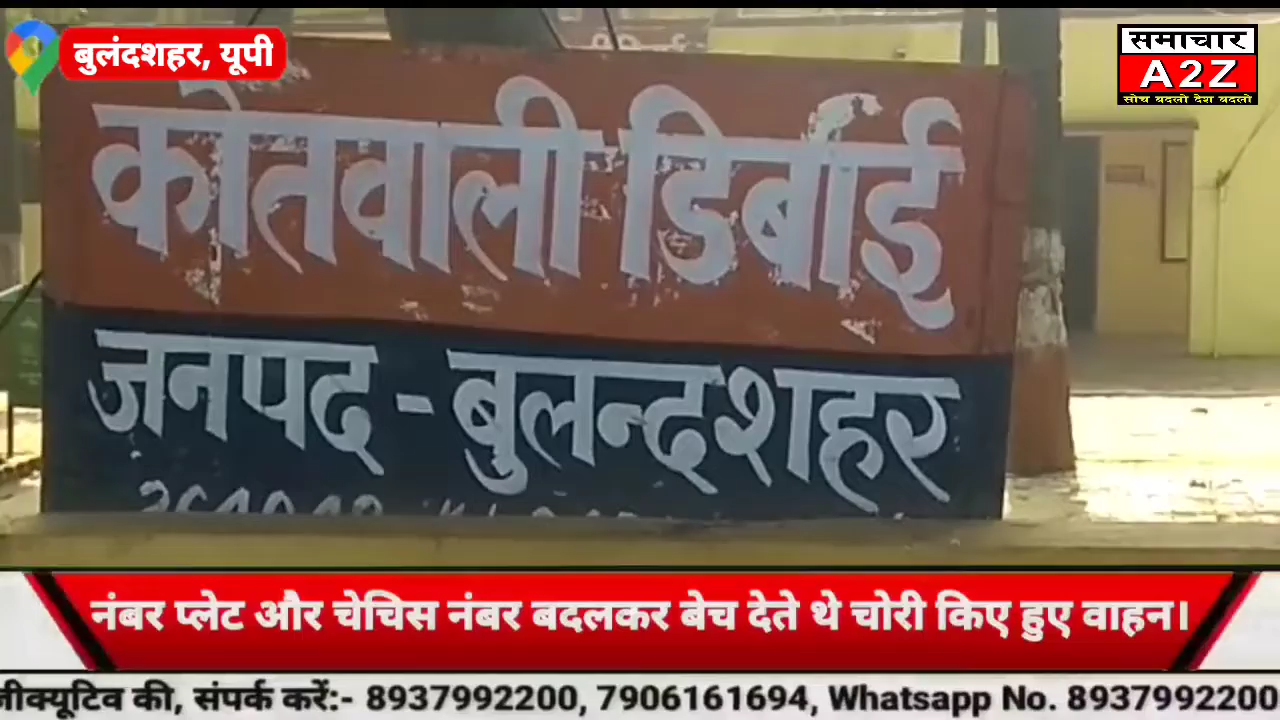 बुलंदशहर, यूपी
समाचार
A2Z
सोच बदलो देश बदलो
कोतवाली डिबाई
जनपद - बुलन्दशहर
नंबर प्लेट और चेचिस नंबर बदलकर बेच देते थे चोरी किए हुए वाहन।
जीक्यूटिव की, संपर्क करें:- 8937992200, 7906161694, Whatsapp No. 8937992200